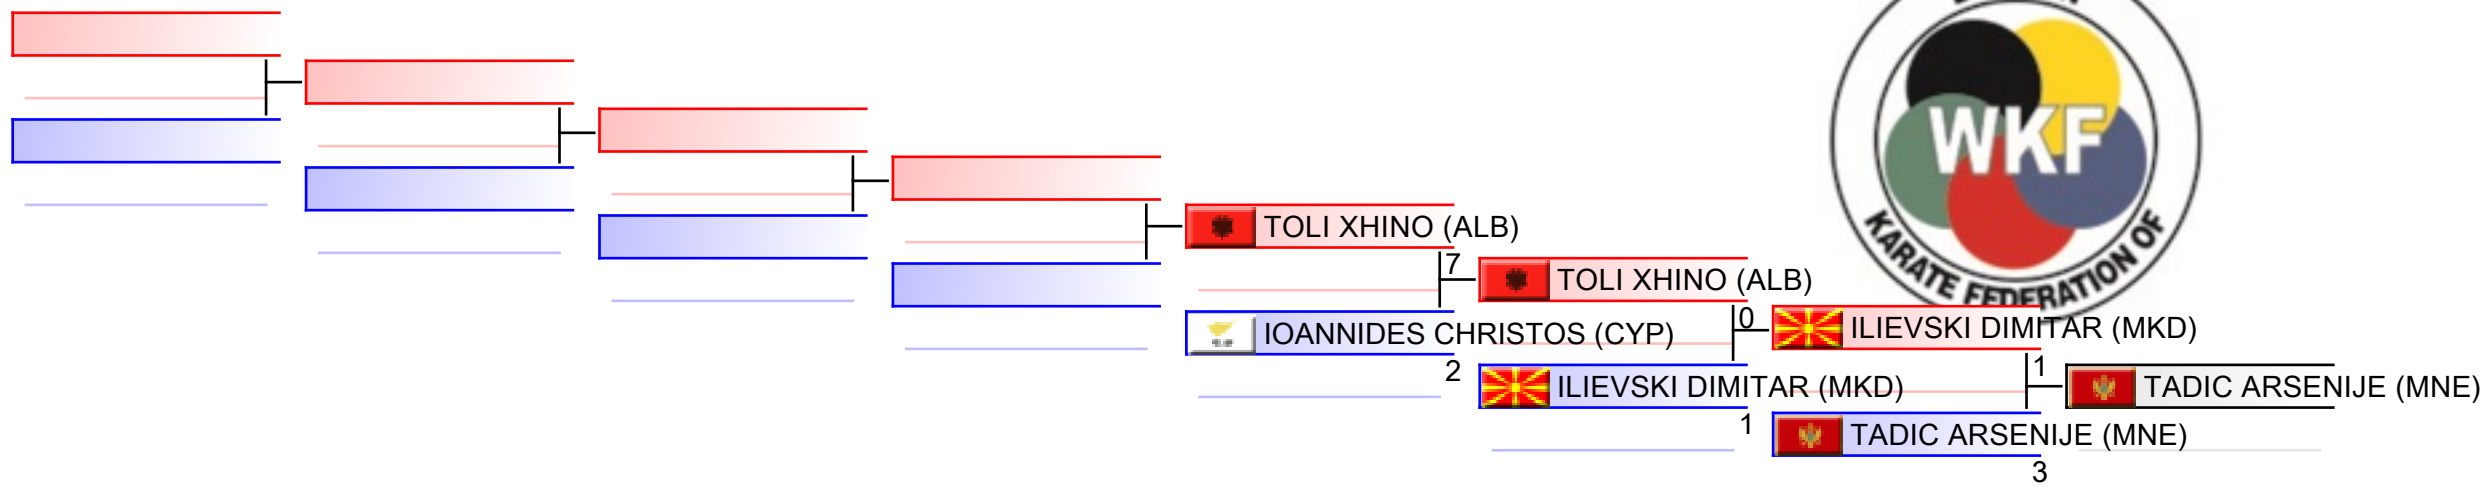 WKF
KARATE FEDERATION OF
TOLI XHINO (ALB)
7
IOANNIDES CHRISTOS (CYP)
2
TOLI XHINO (ALB)
0
ILIEVSKI DIMITAR (MKD)
1
ILIEVSKI DIMITAR (MKD)
1
TADIC ARSENIJE (MNE)
3
TADIC ARSENIJE (MNE)